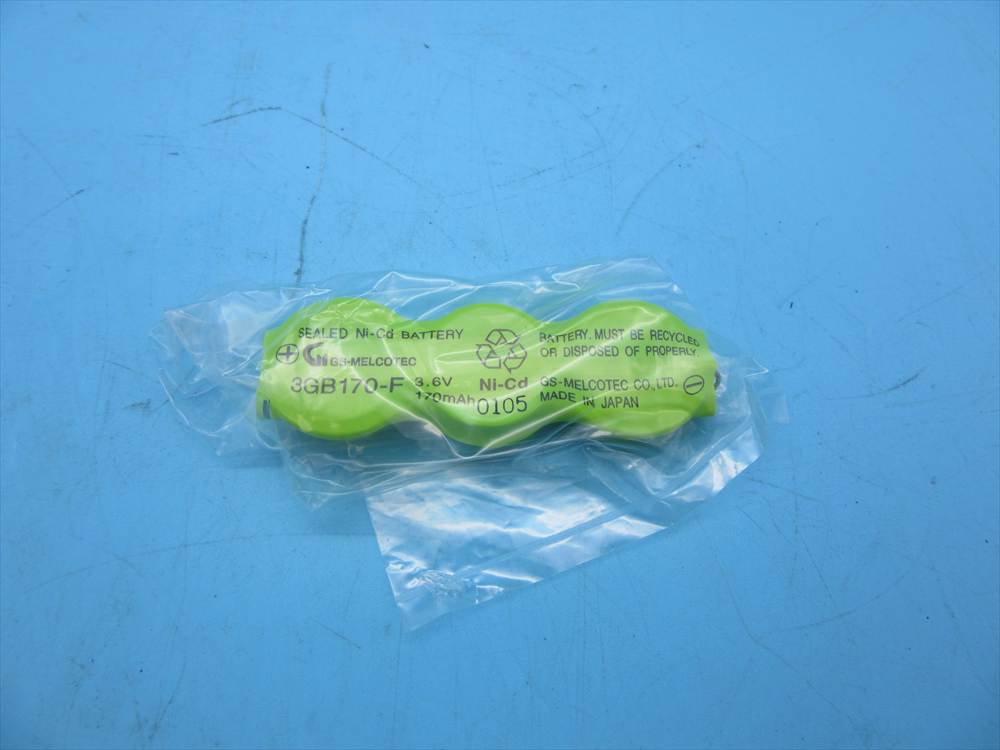 SEALED Ni-Cd BATTERY
GS-MELCOTEC
3GB170-F 3.6V
170mAh
Ni-Cd
0105
BATTERY. MUST BE RECYCLED
OR DISPOSED OF PROPERLY.
GS-MELCOTEC CO., LTD.
MADE IN JAPAN